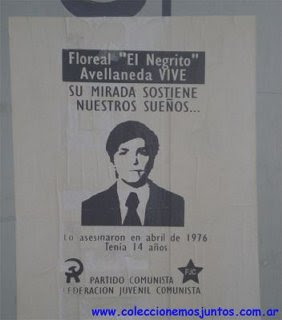 Floreal "El Negrito"
Avellaneda VIVE
SU MIRADA SOSTIENE
NUESTROS SUEÑOS...
Lo asesinaron en abril de 1976
Tenía 14 años
FJC
PARTIDO COMUNISTA
FEDERACION JUVENIL COMUNISTA
www.coleccionemosjuntos.com.ar